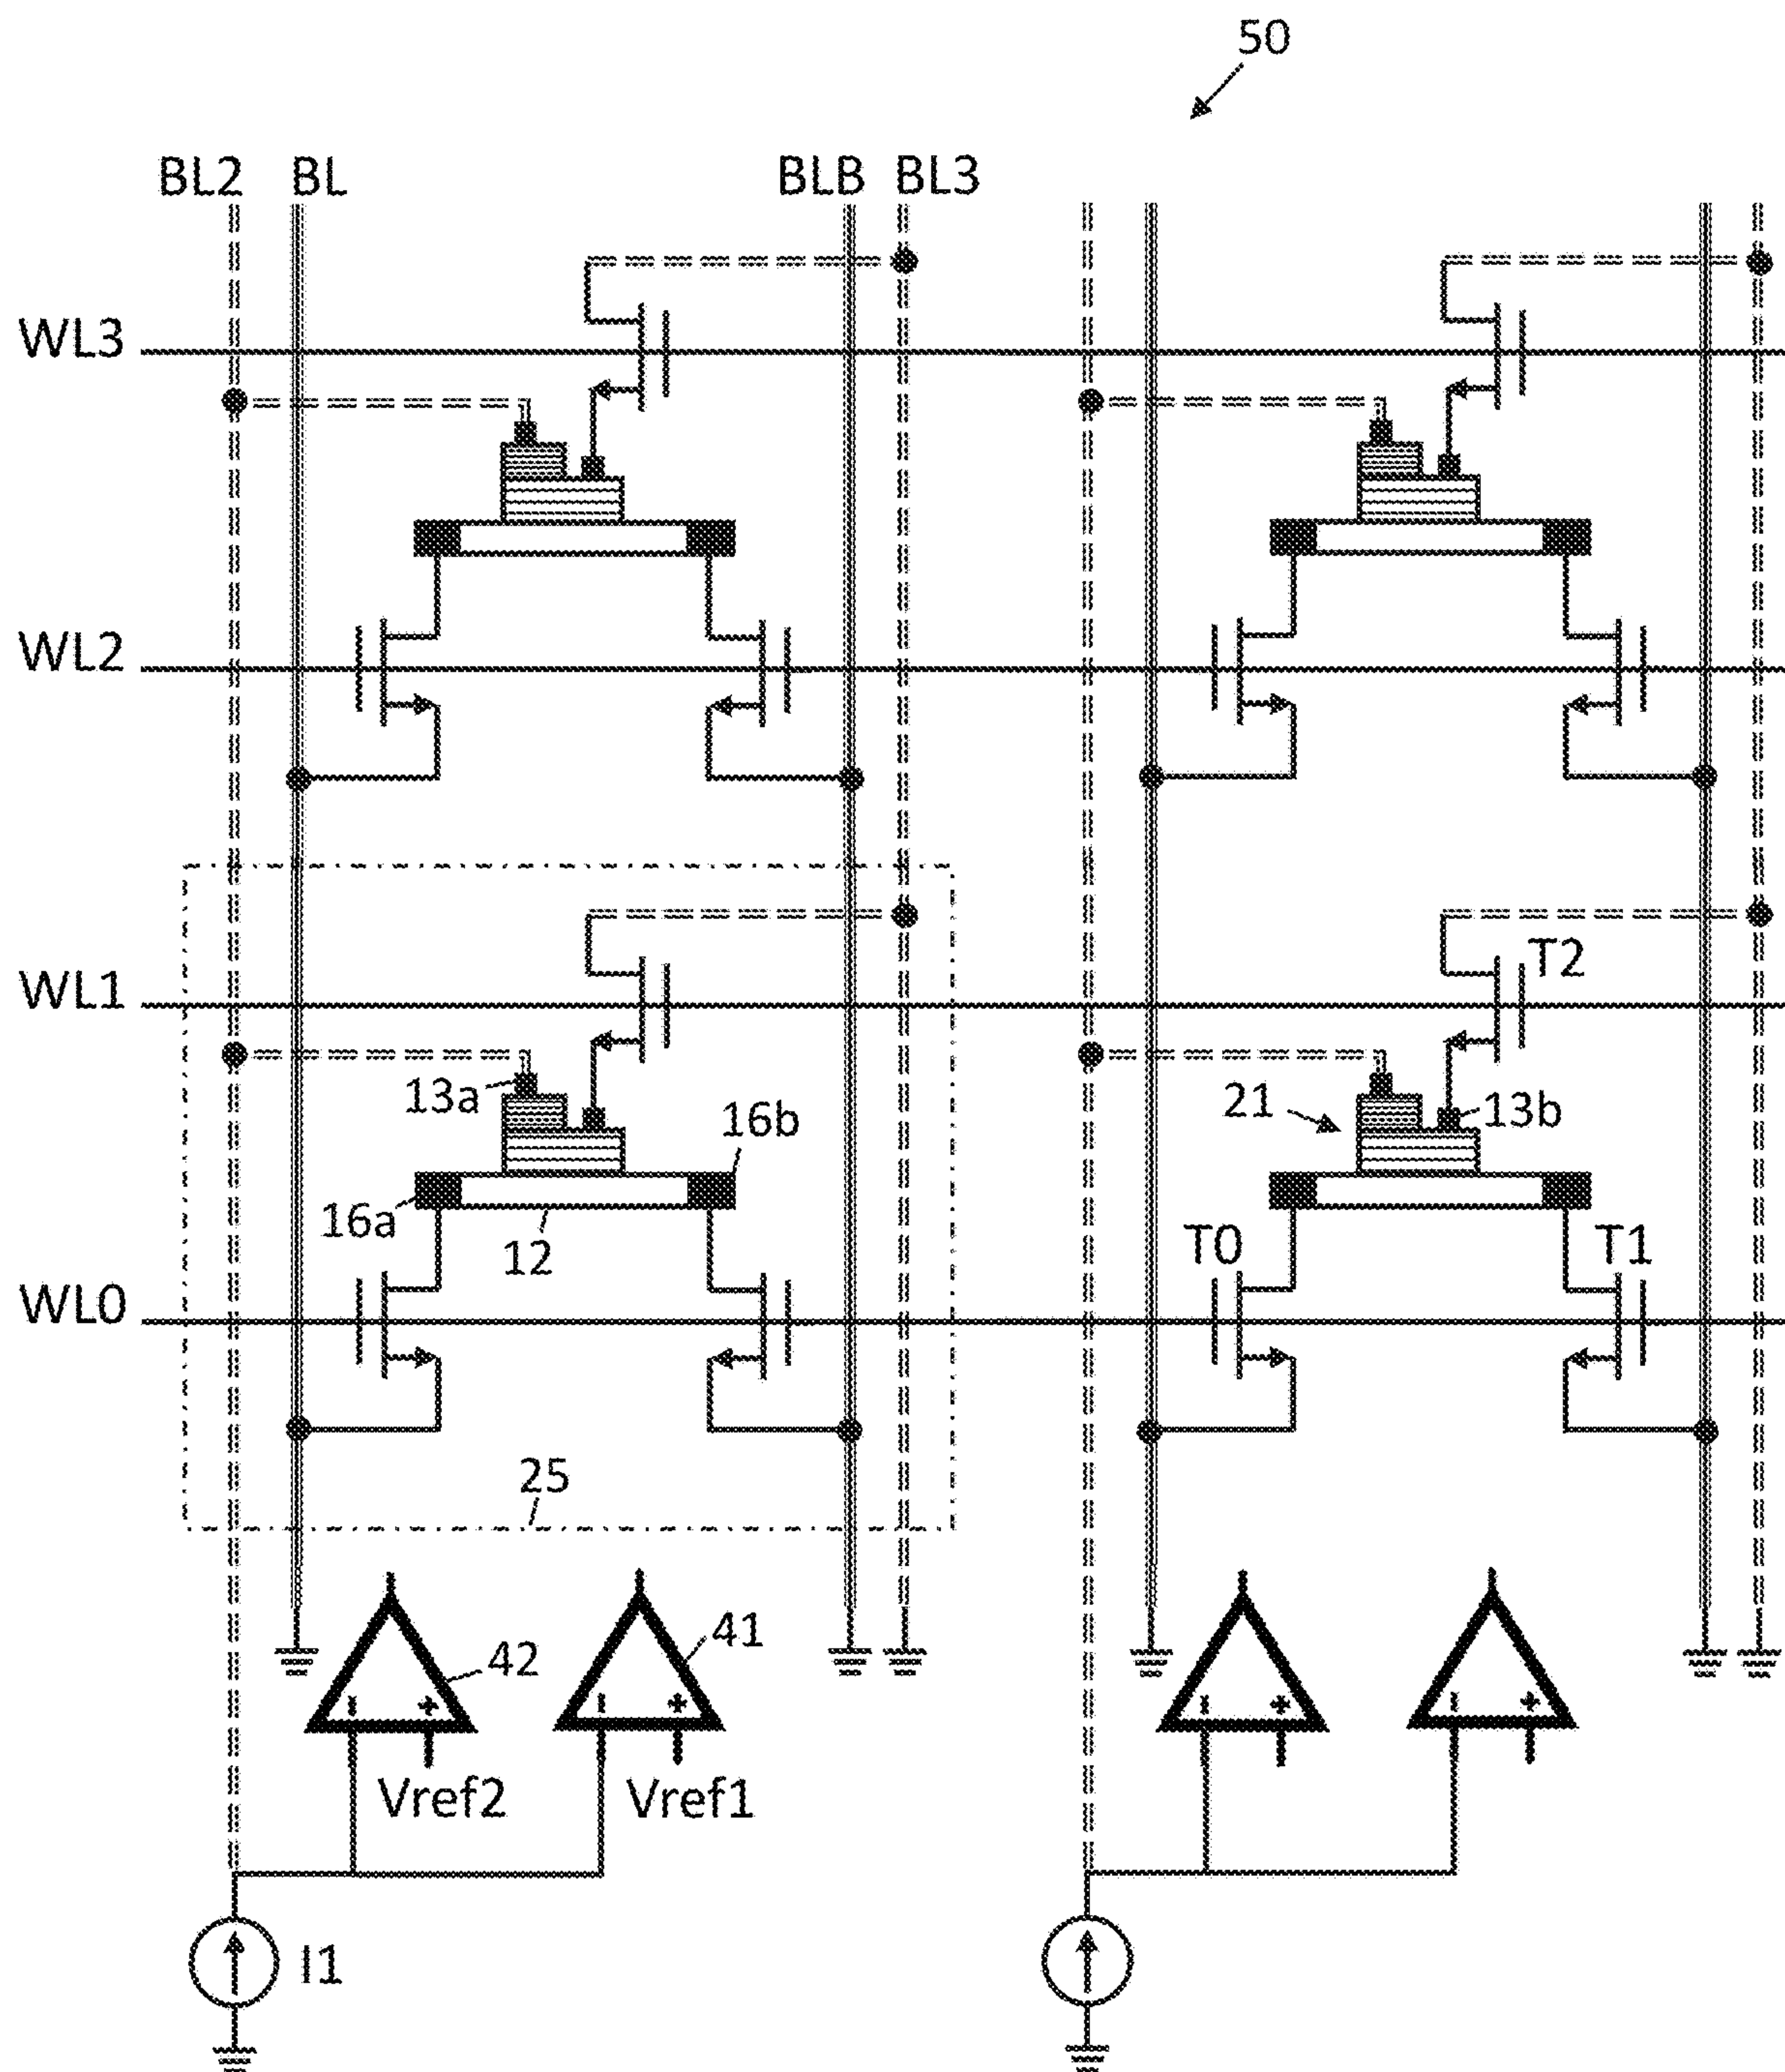 50
BL2 BL BLB BL3
WL3
WL2
WL1 T2
13a 16b 21 13b
16a 12 T0 T1
WL0
25
42 41
- + - + - + - +
Vref2 Vref1
I1